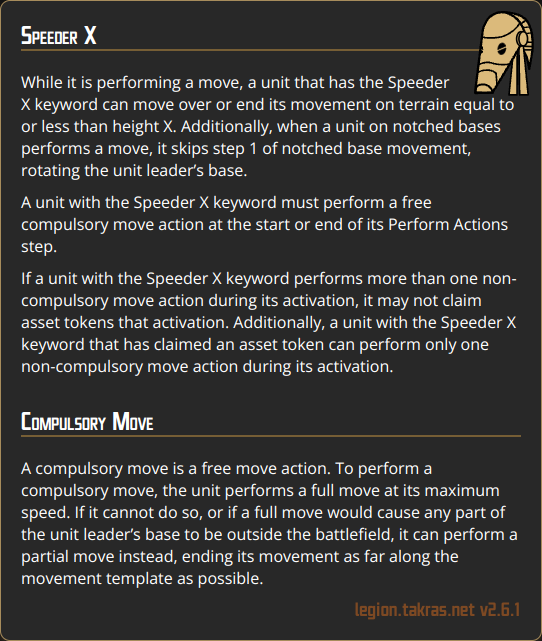 Speeder X
While it is performing a move, a unit that has the Speeder
X keyword can move over or end its movement on terrain equal to
or less than height X. Additionally, when a unit on notched bases
performs a move, it skips step 1 of notched base movement,
rotating the unit leader’s base.
A unit with the Speeder X keyword must perform a free
compulsory move action at the start or end of its Perform Actions
step.
If a unit with the Speeder X keyword performs more than one non-
compulsory move action during its activation, it may not claim
asset tokens that activation. Additionally, a unit with the Speeder X
keyword that has claimed an asset token can perform only one
non-compulsory move action during its activation.
Compulsory Move
A compulsory move is a free move action. To perform a
compulsory move, the unit performs a full move at its maximum
speed. If it cannot do so, or if a full move would cause any part of
the unit leader’s base to be outside the battlefield, it can perform a
partial move instead, ending its movement as far along the
movement template as possible.
legion.takras.net v2.6.1